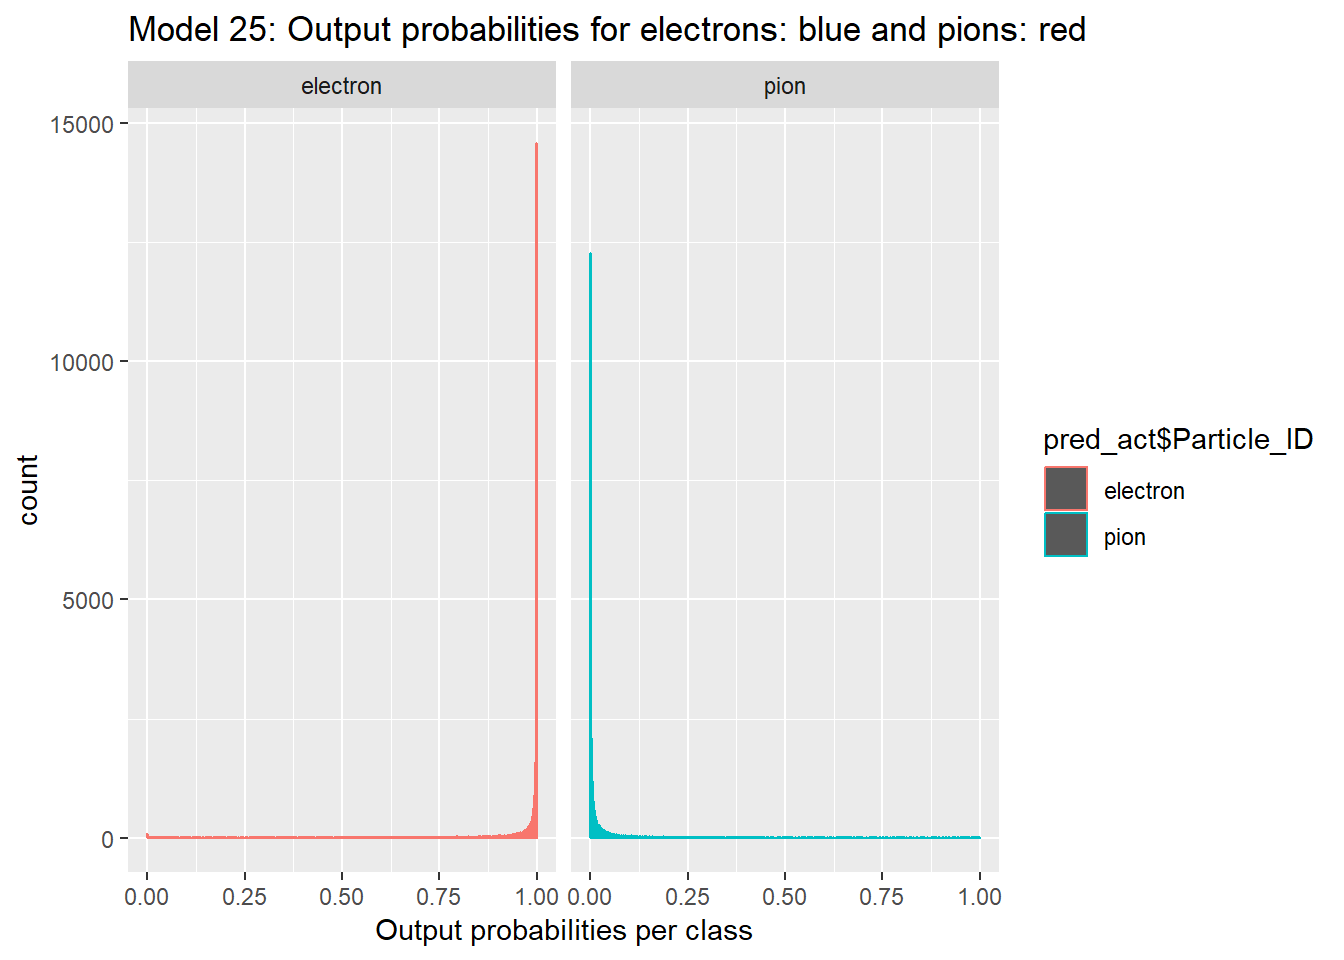 Model 25: Output probabilities for electrons: blue and pions: red
electron
pion
15000
10000
5000
0
count
0.00 0.25 0.50 0.75 1.00
0.00 0.25 0.50 0.75 1.00
Output probabilities per class
pred_act$Particle_ID
electron
pion